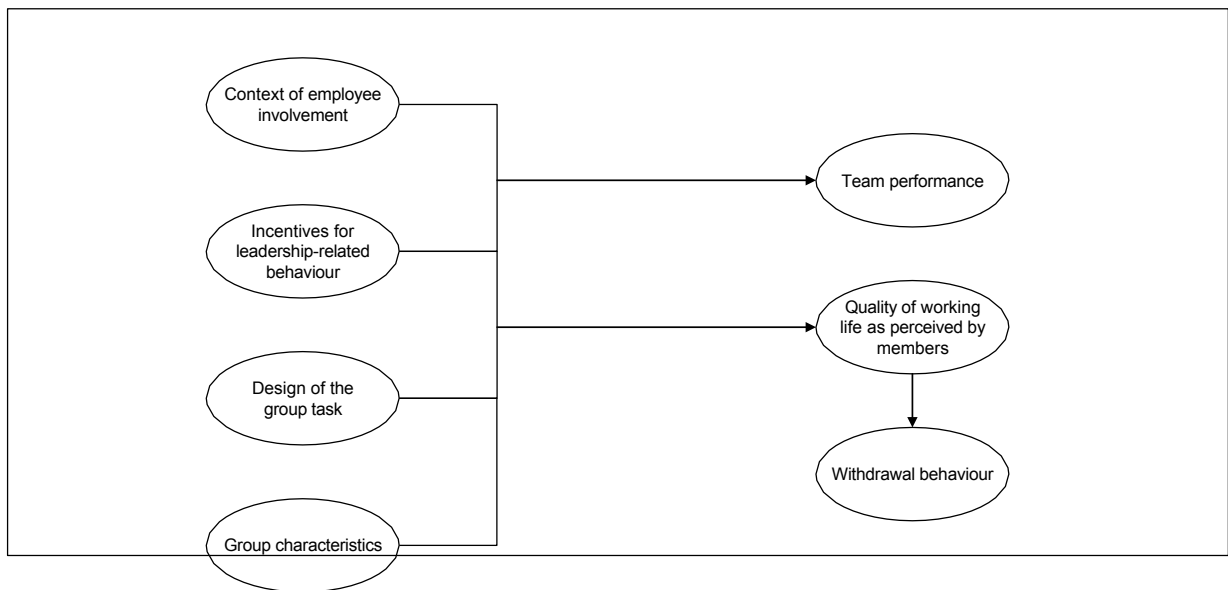 Context of employee
involvement
Incentives for
leadership-related
behaviour
Design of the
group task
Group characteristics
Team performance
Quality of working
life as perceived by
members
Withdrawal behaviour